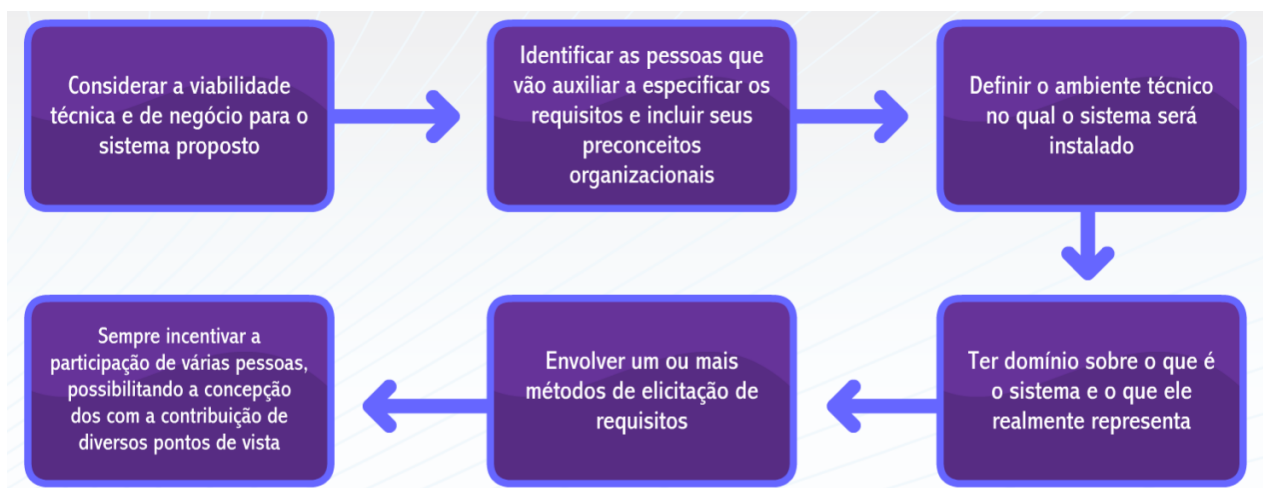 Considerar a viabilidade
técnica e de negócio para o
sistema proposto
Identificar as pessoas que
vão auxiliar a especificar os
requisitos e incluir seus
preconceitos
organizacionais
Definir o ambiente técnico
no qual o sistema será
instalado
Ter domínio sobre o que é
o sistema e o que ele
realmente representa
Envolver um ou mais
métodos de elicitação de
requisitos
Sempre incentivar a
participação de várias pessoas,
possibilitando a concepção
dos com a contribuição de
diversos pontos de vista